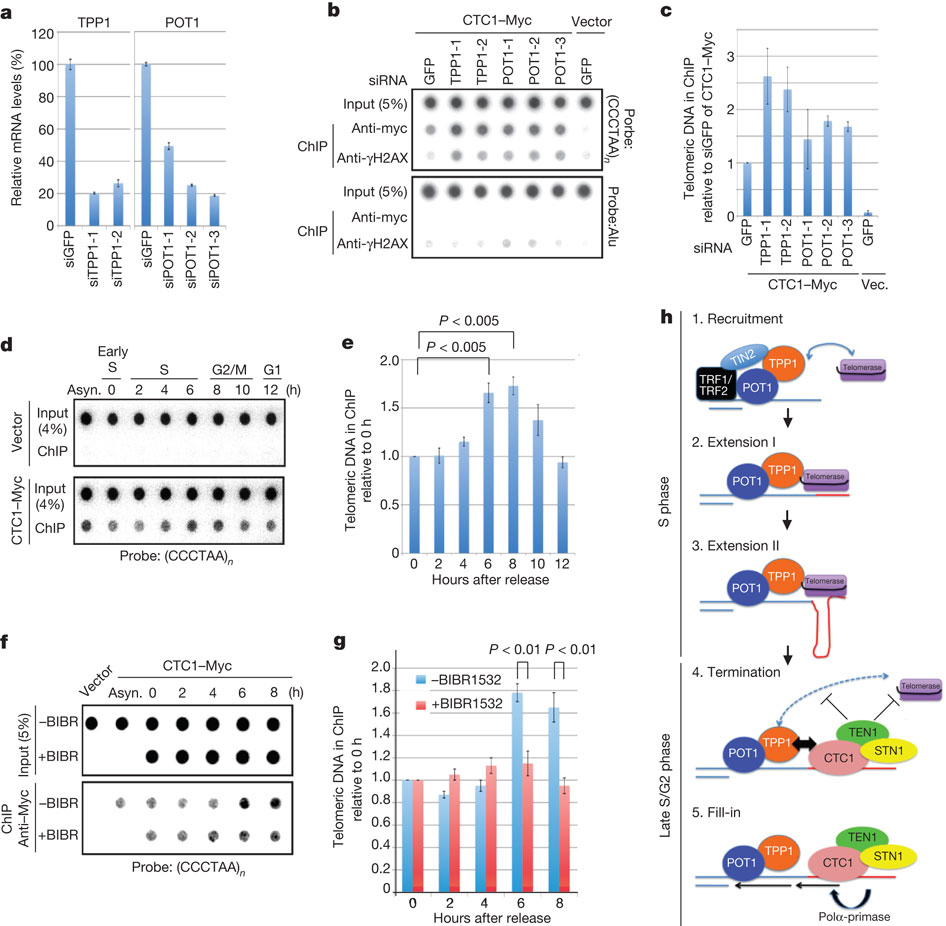 a
TPP1 POT1
Relative mRNA levels (%)
120
100
80
60
40
20
0
siGFP
siTPP1-1
siTPP1-2
siGFP
siPOT1-1
siPOT1-2
siPOT1-3
b
CTC1–Myc Vector
siRNA GFP TPP1-1 TPP1-2 POT1-1 POT1-2 POT1-3 GFP
Input (5%)
ChIP
Anti-myc
Anti-γH2AX
Porbe:
(CCCTAA)n
Input (5%)
ChIP
Anti-myc
Anti-γH2AX
Probe:Alu
c
Telomeric DNA in ChIP
relative to siGFP of CTC1–Myc
3
2
1
0
siRNA GFP TPP1-1 TPP1-2 POT1-1 POT1-2 POT1-3 GFP
CTC1–Myc Vec.
d
Early
S S G2/M G1
Asyn. 0 2 4 6 8 10 12 (h)
Vector
Input
(4%)
ChIP
CTC1–Myc
Input
(4%)
ChIP
Probe: (CCCTAA)n
e
P < 0.005
P < 0.005
Telomeric DNA in ChIP
relative to 0 h
2.0
1.5
1.0
0.5
0
0 2 4 6 8 10 12
Hours after release
f
CTC1–Myc
Vector Asyn. 0 2 4 6 8 (h)
Input (5%)
−BIBR
+BIBR
ChIP
Anti–Myc
−BIBR
+BIBR
Probe: (CCCTAA)n
g
P < 0.01 P < 0.01
−BIBR1532
+BIBR1532
Telomeric DNA in ChIP
relative to 0 h
2.0
1.8
1.6
1.4
1.2
1.0
0.8
0.6
0.4
0.2
0
0 2 4 6 8
Hours after release
h
S phase
1. Recruitment
TIN2
TPP1
TRF1/
TRF2
POT1
Telomerase
2. Extension I
POT1
TPP1
Telomerase
3. Extension II
POT1
TPP1
Telomerase
Late S/G2 phase
4. Termination
Telomerase
POT1
TPP1
CTC1
TEN1
STN1
5. Fill-in
POT1
TPP1
CTC1
TEN1
STN1
Polα-primase